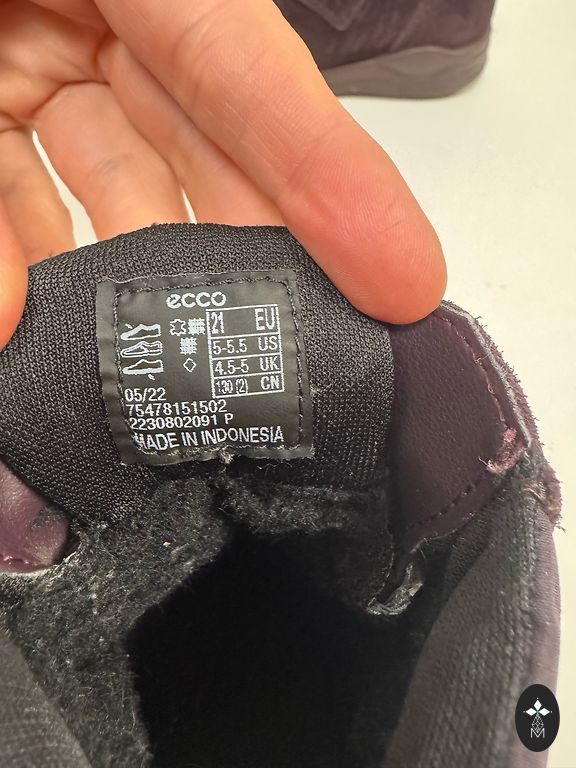 ecco
21 EU
5-5.5 US
4.5-5 UK
130 (2) CN
05/22
75478151502
2230802091 P
MADE IN INDONESIA
M